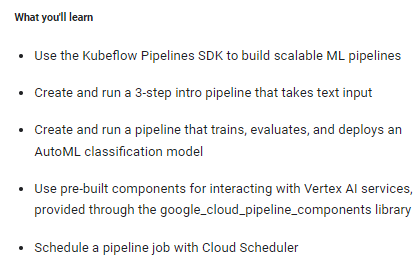 What you'll learn
• Use the Kubeflow Pipelines SDK to build scalable ML pipelines
• Create and run a 3-step intro pipeline that takes text input
• Create and run a pipeline that trains, evaluates, and deploys an
AutoML classification model
• Use pre-built components for interacting with Vertex AI services,
provided through the google_cloud_pipeline_components library
• Schedule a pipeline job with Cloud Scheduler